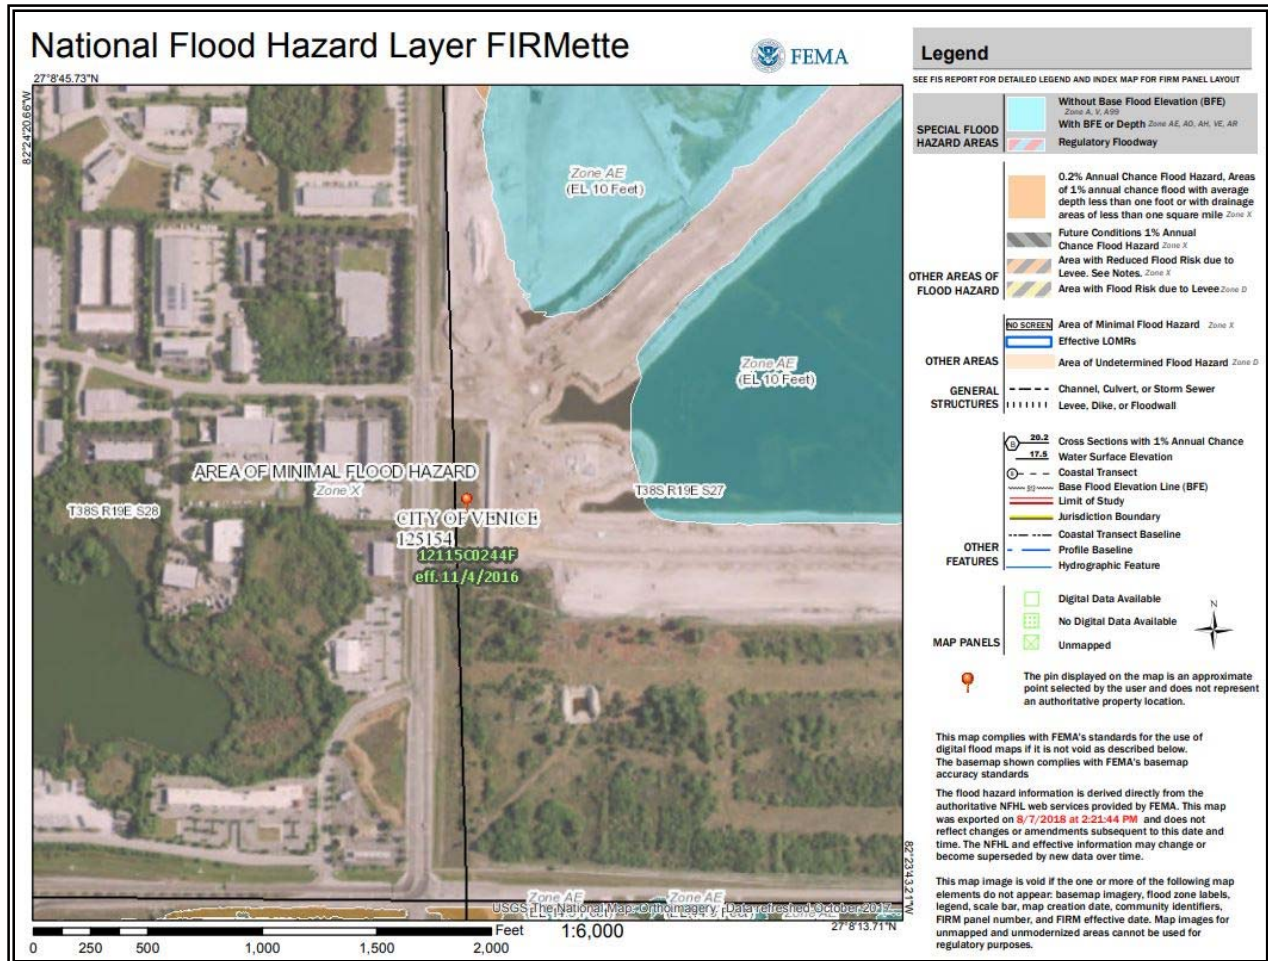 National Flood Hazard Layer FIRMette
FEMA
27°8'45.73"N
82°24'20.66"W
Zone AE
(EL 10 Feet)
Zone AE
(EL 10 Feet)
AREA OF MINIMAL FLOOD HAZARD
Zone X
T38S R19E S28
T38S R19E S27
CITY OF VENICE
125154
12115C0244F
eff. 11/4/2016
Zone AE
Zone AE
Zone AE
USGS The National Map: Orthoimagery. Data refreshed October 2017
82°23'43.21"W
27°8'13.71"N
0 250 500 1,000 1,500 2,000
Feet
1:6,000
Legend
SEE FIS REPORT FOR DETAILED LEGEND AND INDEX MAP FOR FIRM PANEL LAYOUT
SPECIAL FLOOD
HAZARD AREAS
Without Base Flood Elevation (BFE)
Zone A, V, A99
With BFE or Depth Zone AE, AO, AH, VE, AR
Regulatory Floodway
OTHER AREAS OF
FLOOD HAZARD
0.2% Annual Chance Flood Hazard, Areas
of 1% annual chance flood with average
depth less than one foot or with drainage
areas of less than one square mile Zone X
Future Conditions 1% Annual
Chance Flood Hazard Zone X
Area with Reduced Flood Risk due to
Levee. See Notes. Zone X
Area with Flood Risk due to Levee Zone D
OTHER AREAS
NO SCREEN Area of Minimal Flood Hazard Zone X
Effective LOMRs
Area of Undetermined Flood Hazard Zone D
GENERAL
STRUCTURES
Channel, Culvert, or Storm Sewer
Levee, Dike, or Floodwall
OTHER
FEATURES
B 20.2 Cross Sections with 1% Annual Chance
17.5 Water Surface Elevation
8 Coastal Transect
513 Base Flood Elevation Line (BFE)
Limit of Study
Jurisdiction Boundary
Coastal Transect Baseline
Profile Baseline
Hydrographic Feature
MAP PANELS
Digital Data Available
No Digital Data Available
Unmapped
N
The pin displayed on the map is an approximate
point selected by the user and does not represent
an authoritative property location.
This map complies with FEMA's standards for the use of
digital flood maps if it is not void as described below.
The basemap shown complies with FEMA's basemap
accuracy standards
The flood hazard information is derived directly from the
authoritative NFHL web services provided by FEMA. This map
was exported on 8/7/2018 at 2:21:44 PM and does not
reflect changes or amendments subsequent to this date and
time. The NFHL and effective information may change or
become superseded by new data over time.
This map image is void if the one or more of the following map
elements do not appear: basemap imagery, flood zone labels,
legend, scale bar, map creation date, community identifiers,
FIRM panel number, and FIRM effective date. Map images for
unmapped and unmodernized areas cannot be used for
regulatory purposes.